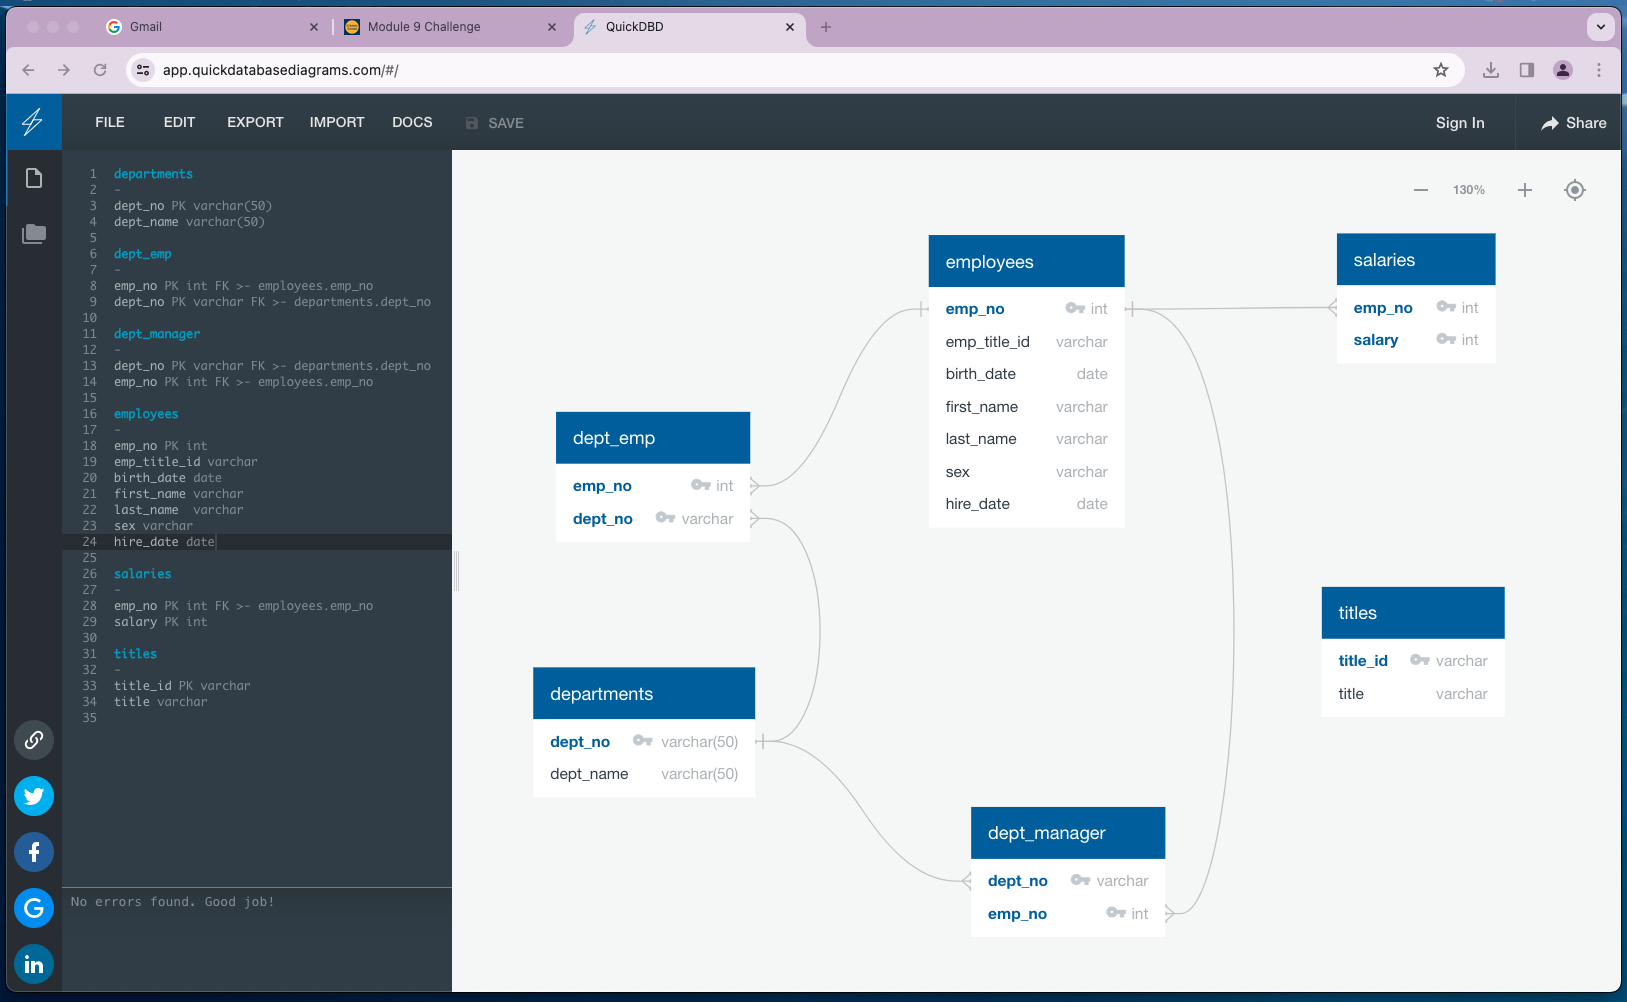 Gmail
Module 9 Challenge
QuickDBD
app.quickdatabasediagrams.com/#/
FILE EDIT EXPORT IMPORT DOCS SAVE Sign In Share
1 departments
2 -
3 dept_no PK varchar(50)
4 dept_name varchar(50)
5
6 dept_emp
7 -
8 emp_no PK int FK >- employees.emp_no
9 dept_no PK varchar FK >- departments.dept_no
10
11 dept_manager
12 -
13 dept_no PK varchar FK >- departments.dept_no
14 emp_no PK int FK >- employees.emp_no
15
16 employees
17 -
18 emp_no PK int
19 emp_title_id varchar
20 birth_date date
21 first_name varchar
22 last_name  varchar
23 sex varchar
24 hire_date date
25
26 salaries
27 -
28 emp_no PK int FK >- employees.emp_no
29 salary PK int
30
31 titles
32 -
33 title_id PK varchar
34 title varchar
35
No errors found. Good job!
130%
employees
emp_no int
emp_title_id varchar
birth_date date
first_name varchar
last_name varchar
sex varchar
hire_date date
salaries
emp_no int
salary int
dept_emp
emp_no int
dept_no varchar
titles
title_id varchar
title varchar
departments
dept_no varchar(50)
dept_name varchar(50)
dept_manager
dept_no varchar
emp_no int